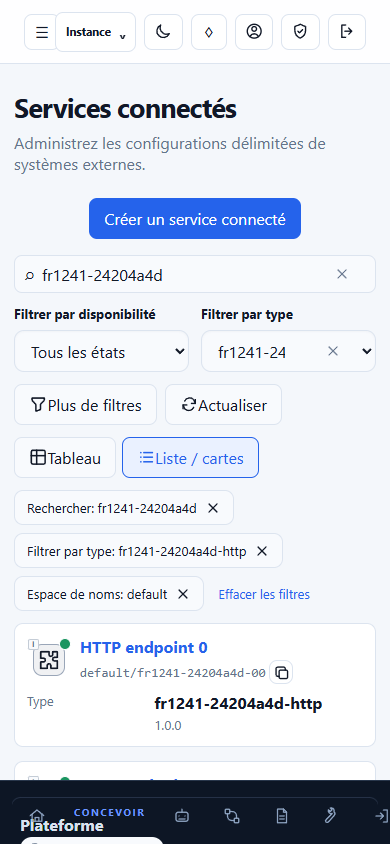 Instance
Services connectés
Administrez les configurations délimitées de
systèmes externes.
Créer un service connecté
fr1241-24204a4d
Filtrer par disponibilité
Filtrer par type
Tous les états
fr1241-24
Plus de filtres
Actualiser
Tableau
Liste / cartes
Rechercher: fr1241-24204a4d
Filtrer par type: fr1241-24204a4d-http
Espace de noms: default
Effacer les filtres
HTTP endpoint 0
default/fr1241-24204a4d-00
Type
fr1241-24204a4d-http
1.0.0
CONCEVOIR
Plateforme